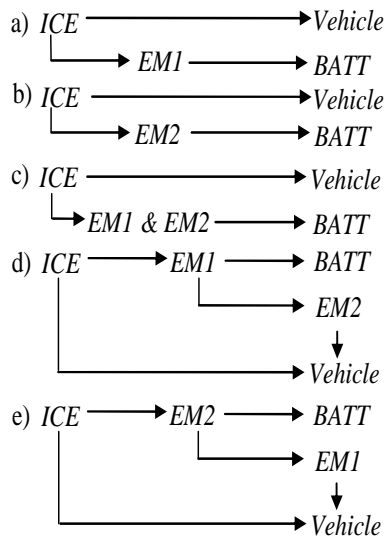 a) ICE Vehicle
EM1 BATT
b) ICE Vehicle
EM2 BATT
c) ICE Vehicle
EM1 & EM2 BATT
d) ICE EM1 BATT
EM2
Vehicle
e) ICE EM2 BATT
EM1
Vehicle